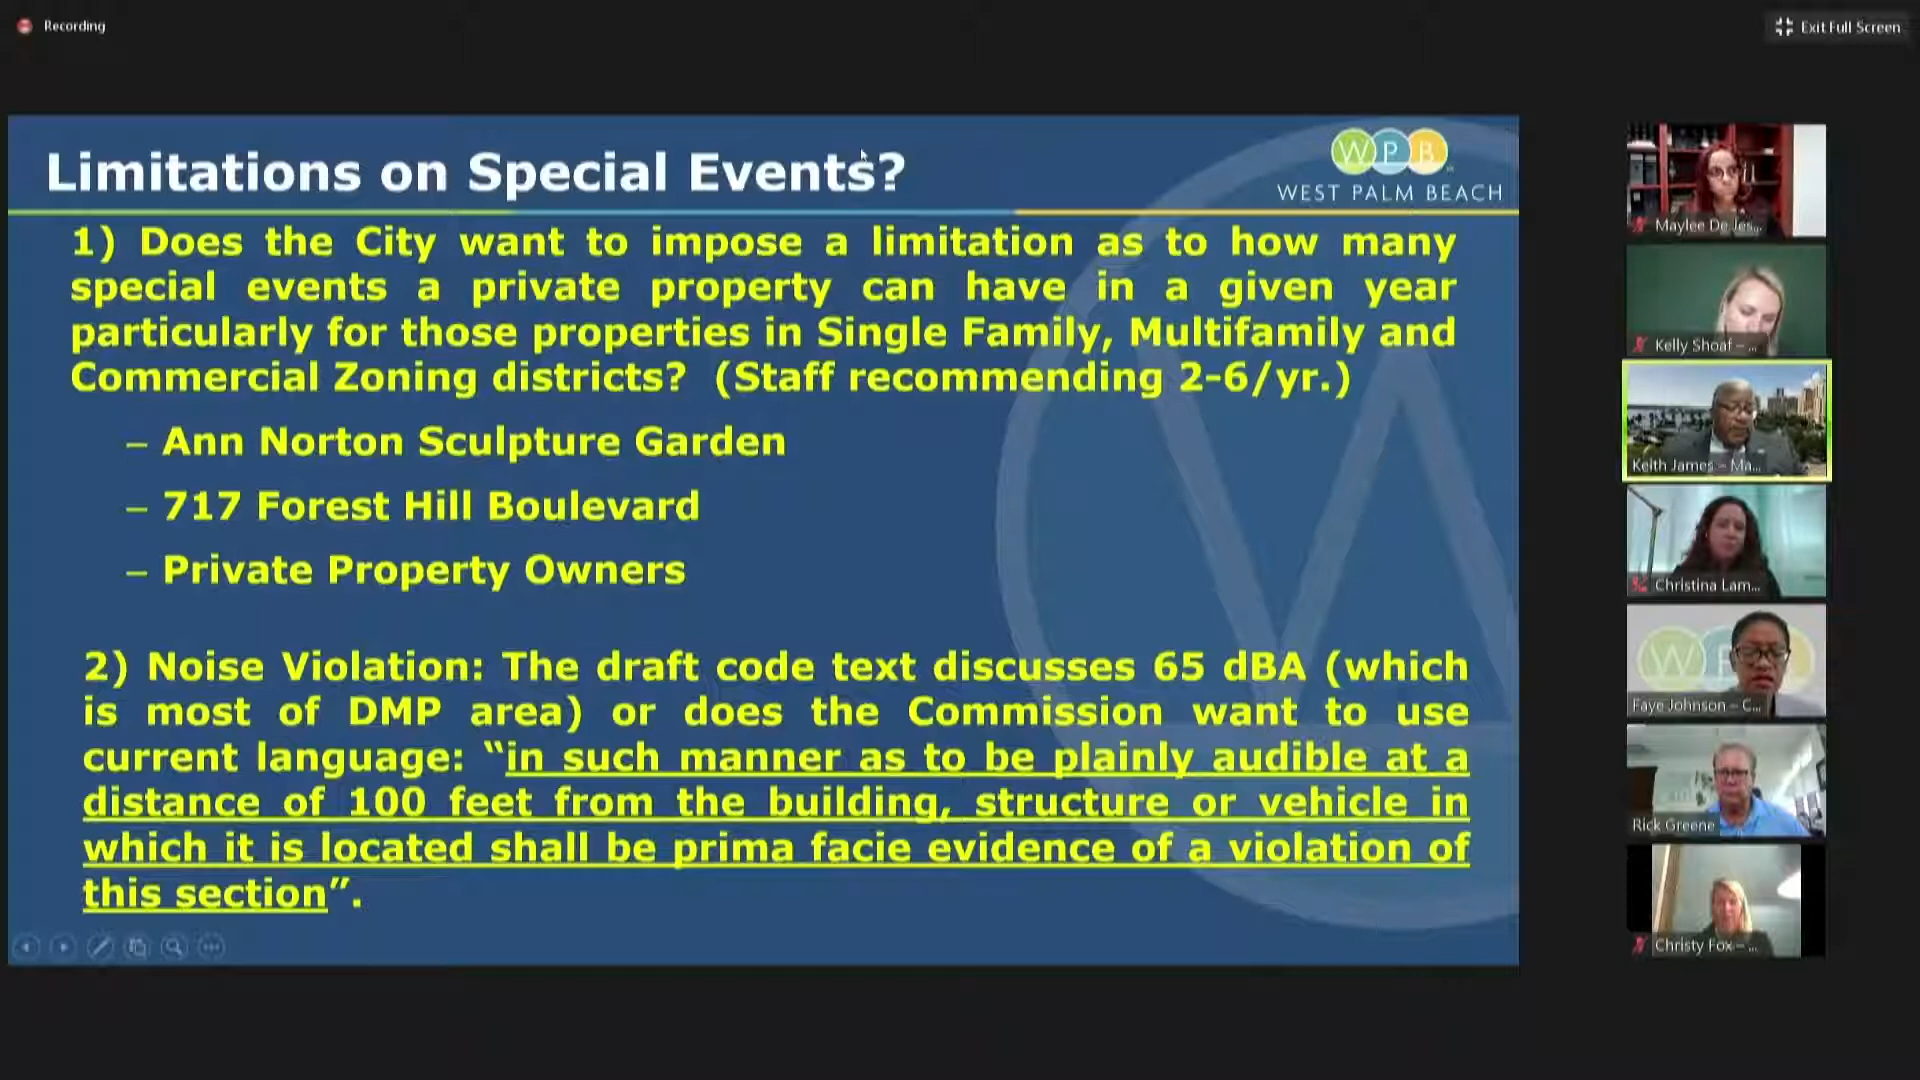 Recording
Exit Full Screen
Limitations on Special Events?
WPB
WEST PALM BEACH
1) Does the City want to impose a limitation as to how many
special events a private property can have in a given year
particularly for those properties in Single Family, Multifamily and
Commercial Zoning districts? (Staff recommending 2-6/yr.)
– Ann Norton Sculpture Garden
– 717 Forest Hill Boulevard
– Private Property Owners
2) Noise Violation: The draft code text discusses 65 dBA (which
is most of DMP area) or does the Commission want to use
current language: “in such manner as to be plainly audible at a
distance of 100 feet from the building, structure or vehicle in
which it is located shall be prima facie evidence of a violation of
this section”.
Maylee De Jes...
Kelly Shoaf – ...
Keith James – Ma...
Christina Lam...
WPB
Faye Johnson – C...
Rick Greene
Christy Fox – ...